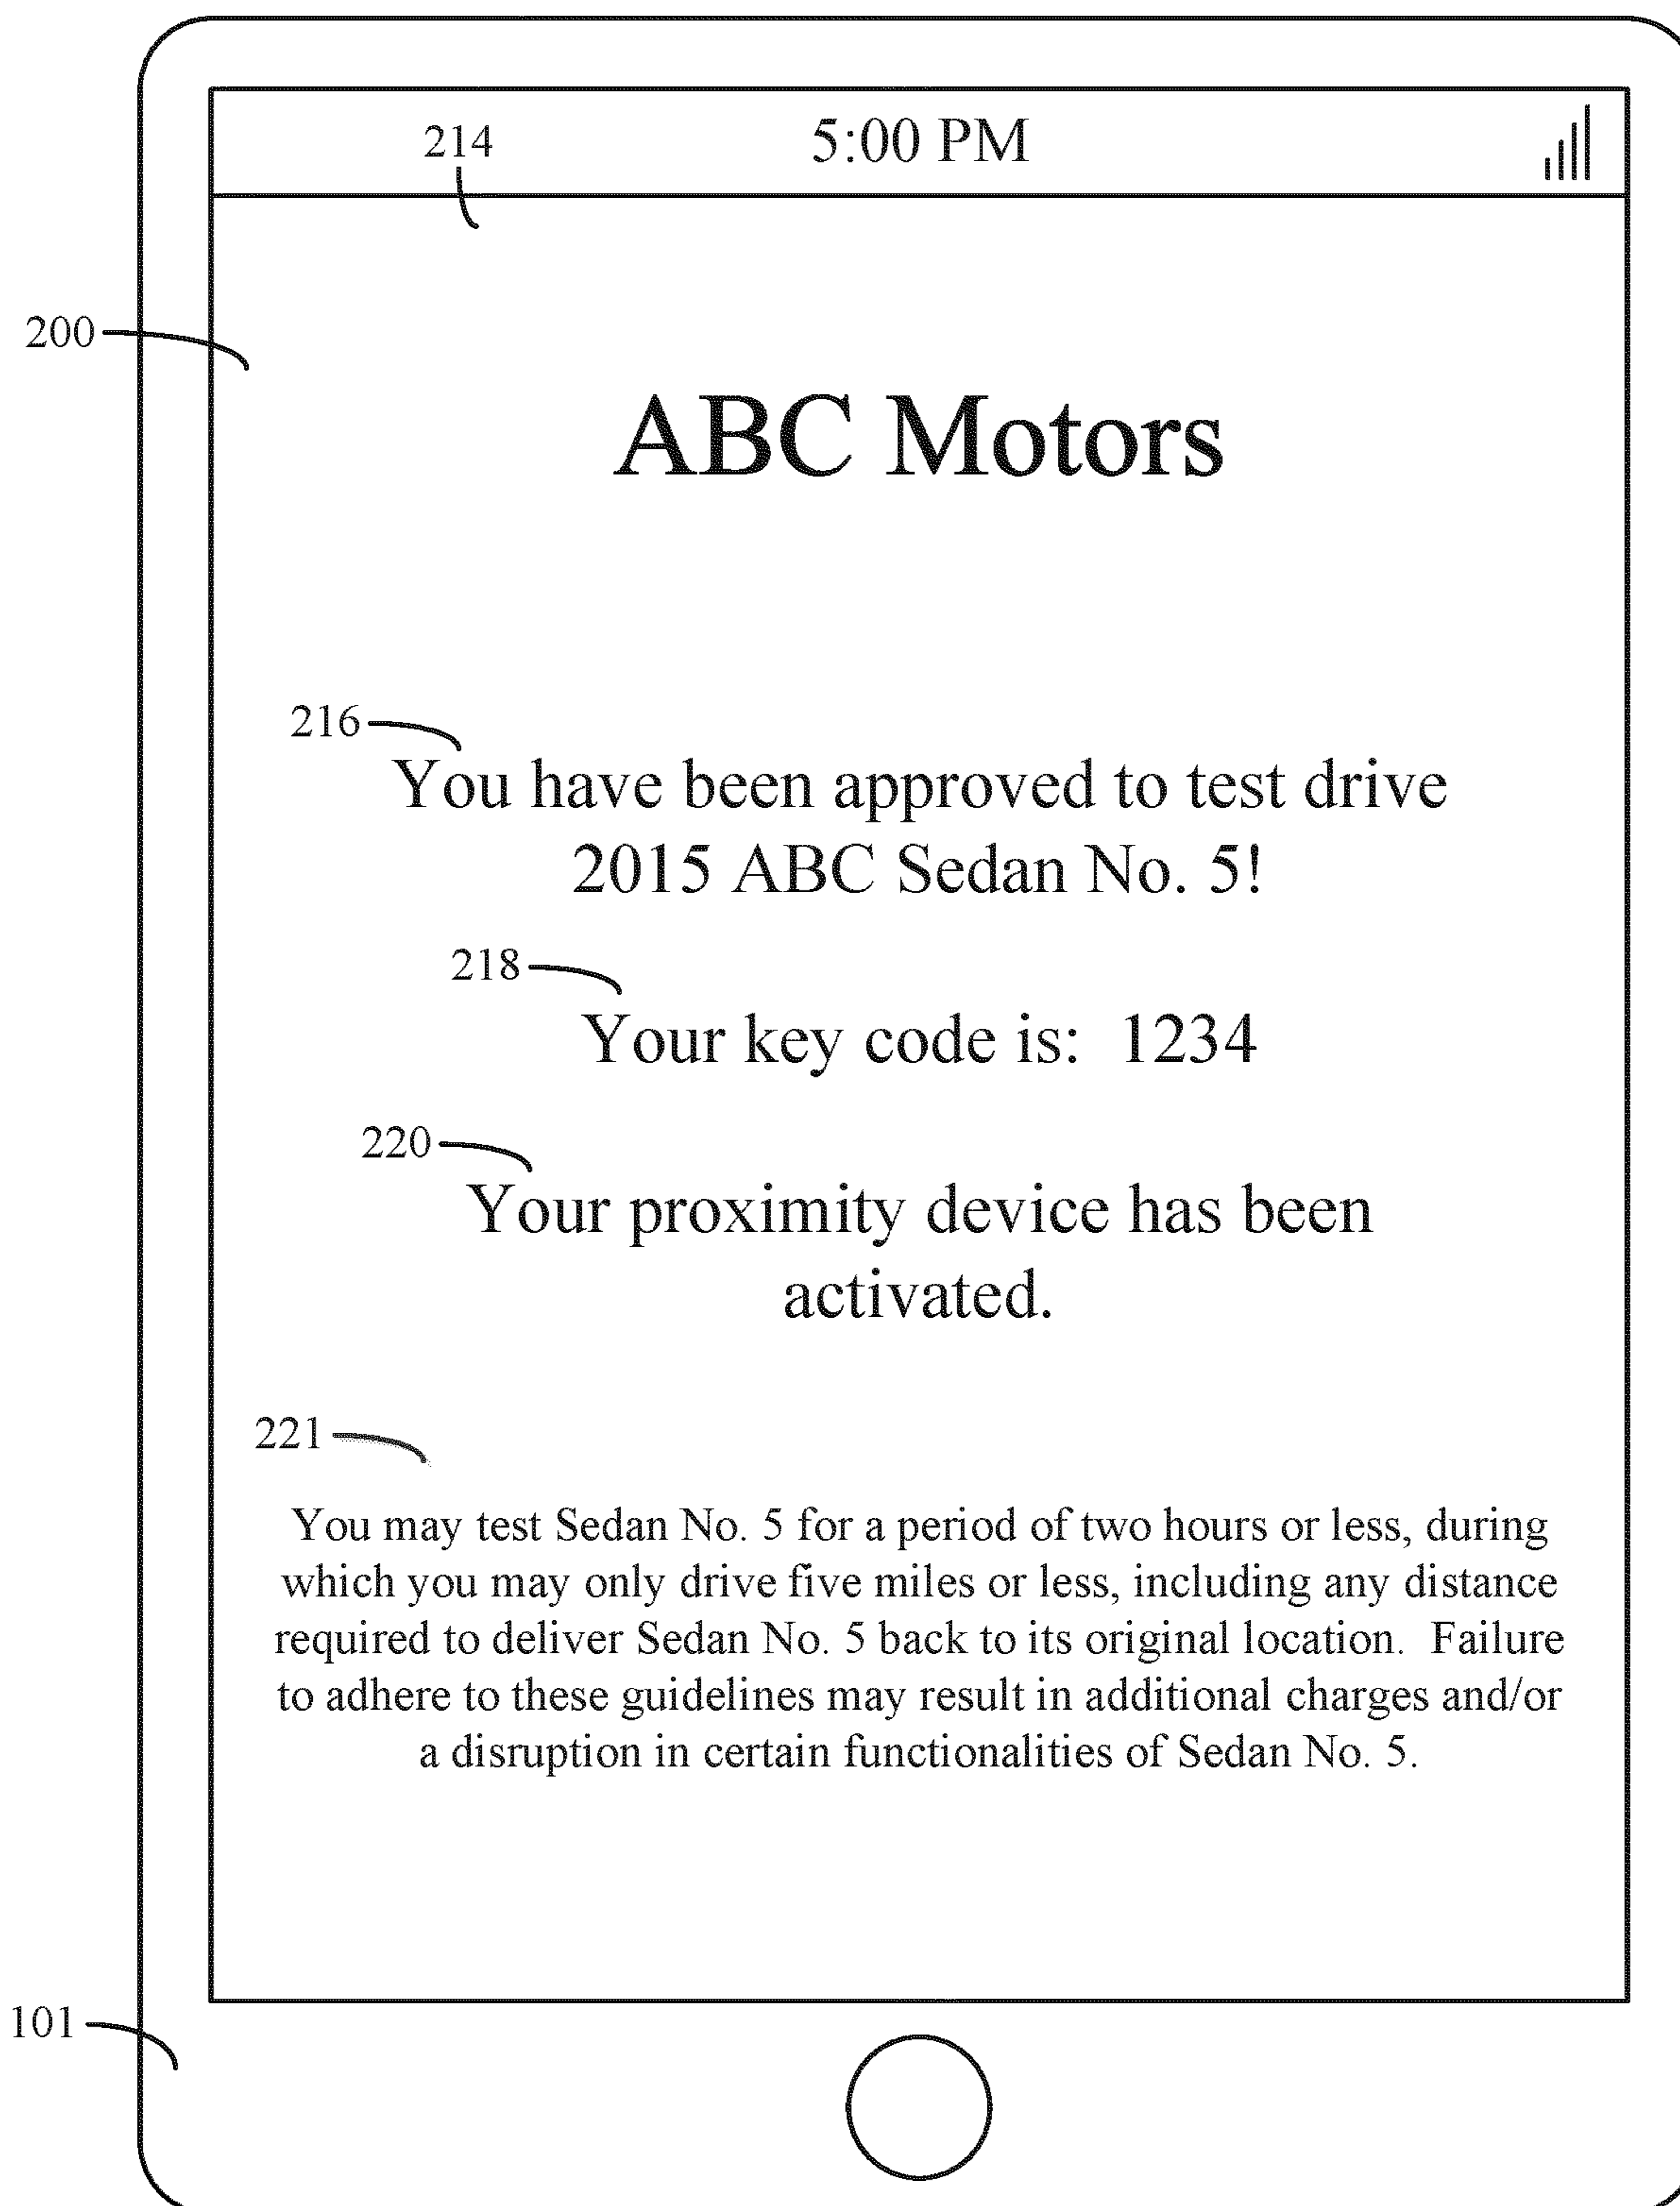 214
5:00 PM
200
ABC Motors
216
You have been approved to test drive
2015 ABC Sedan No. 5!
218
Your key code is:  1234
220
Your proximity device has been
activated.
221
You may test Sedan No. 5 for a period of two hours or less, during
which you may only drive five miles or less, including any distance
required to deliver Sedan No. 5 back to its original location.  Failure
to adhere to these guidelines may result in additional charges and/or
a disruption in certain functionalities of Sedan No. 5.
101